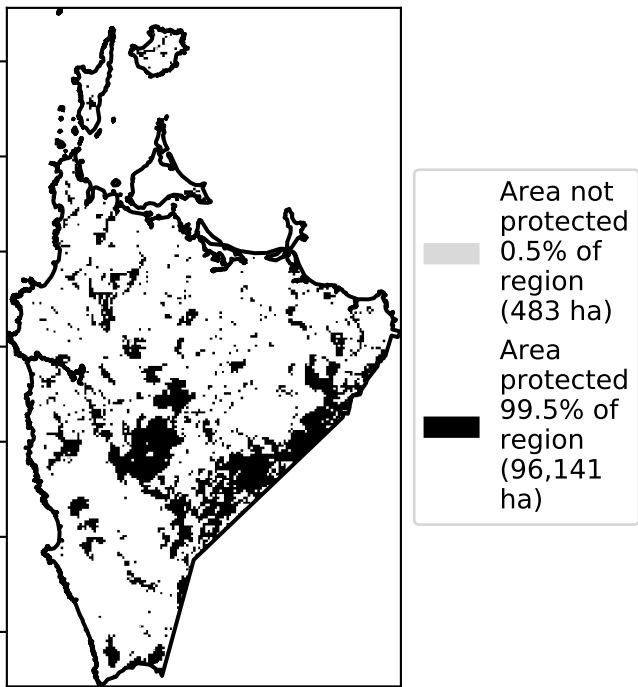 Area not
protected
0.5% of
region
(483 ha)
Area
protected
99.5% of
region
(96,141
ha)